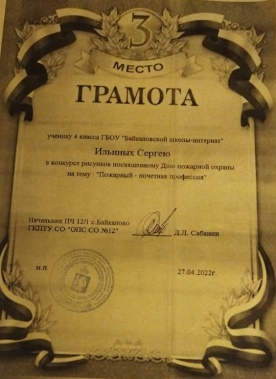 3
МЕСТО
ГРАМОТА
ученику 4 класса ГБОУ "Байкаловской школы-интернат"
Ильиных Сергею
в конкурсе рисунков посвященному Дню пожарной охраны
на тему : "Пожарный - почетная профессия"
Начальник ПЧ 12/1 с.Байкалово
ГКПТУ СО "ОПС СО №12" Д.Л. Сабанин
м.п. 27.04.2022г.